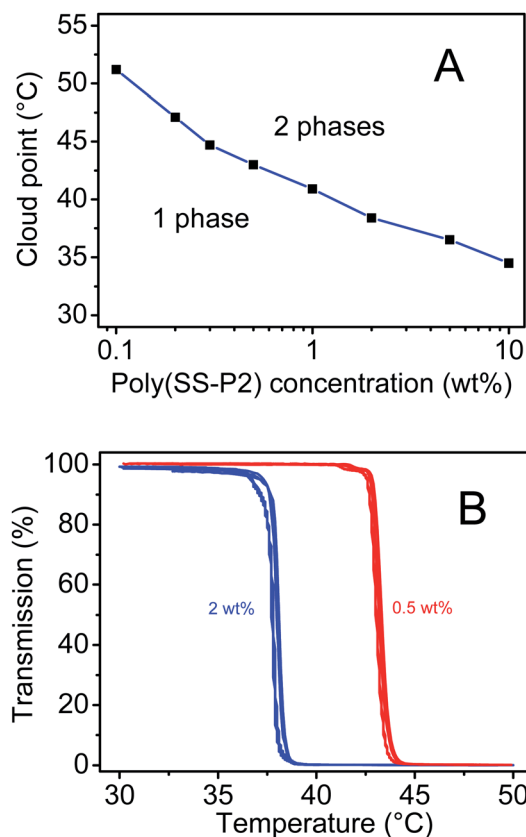 A
55
50
45
40
35
30
Cloud point (°C)
2 phases
1 phase
0.1
1
10
Poly(SS-P2) concentration (wt%)
B
100
80
60
40
20
0
Transmission (%)
2 wt%
0.5 wt%
30
35
40
45
50
Temperature (°C)